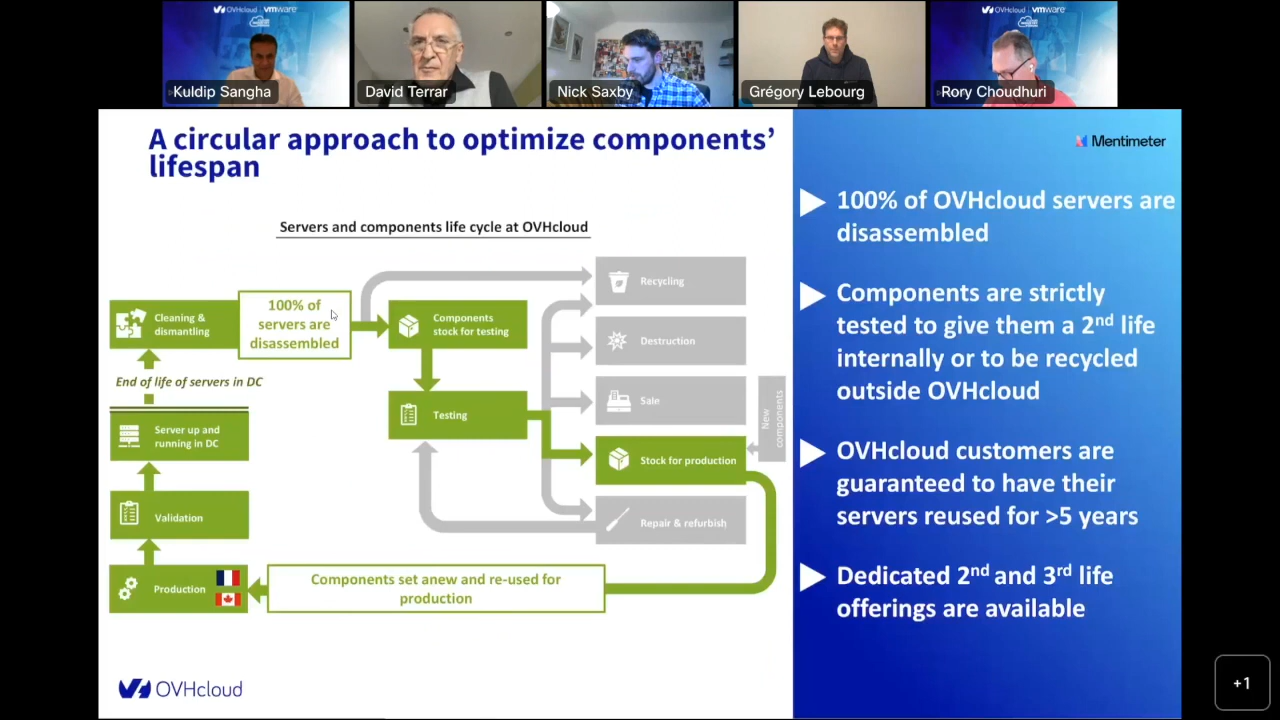 OVHcloud | vmware
OVHcloud | vmware
Kuldip Sangha
David Terrar
Nick Saxby
Grégory Lebourg
Rory Choudhuri
A circular approach to optimize components’
lifespan
Servers and components life cycle at OVHcloud
Cleaning &
dismantling
100% of
servers are
disassembled
Components
stock for testing
Recycling
Destruction
End of life of servers in DC
Testing
Sale
New
components
Server up and
running in DC
Stock for production
Validation
Repair & refurbish
Production
Components set anew and re-used for
production
OVHcloud
Mentimeter
100% of OVHcloud servers are
disassembled
Components are strictly
tested to give them a 2nd life
internally or to be recycled
outside OVHcloud
OVHcloud customers are
guaranteed to have their
servers reused for >5 years
Dedicated 2nd and 3rd life
offerings are available
+1